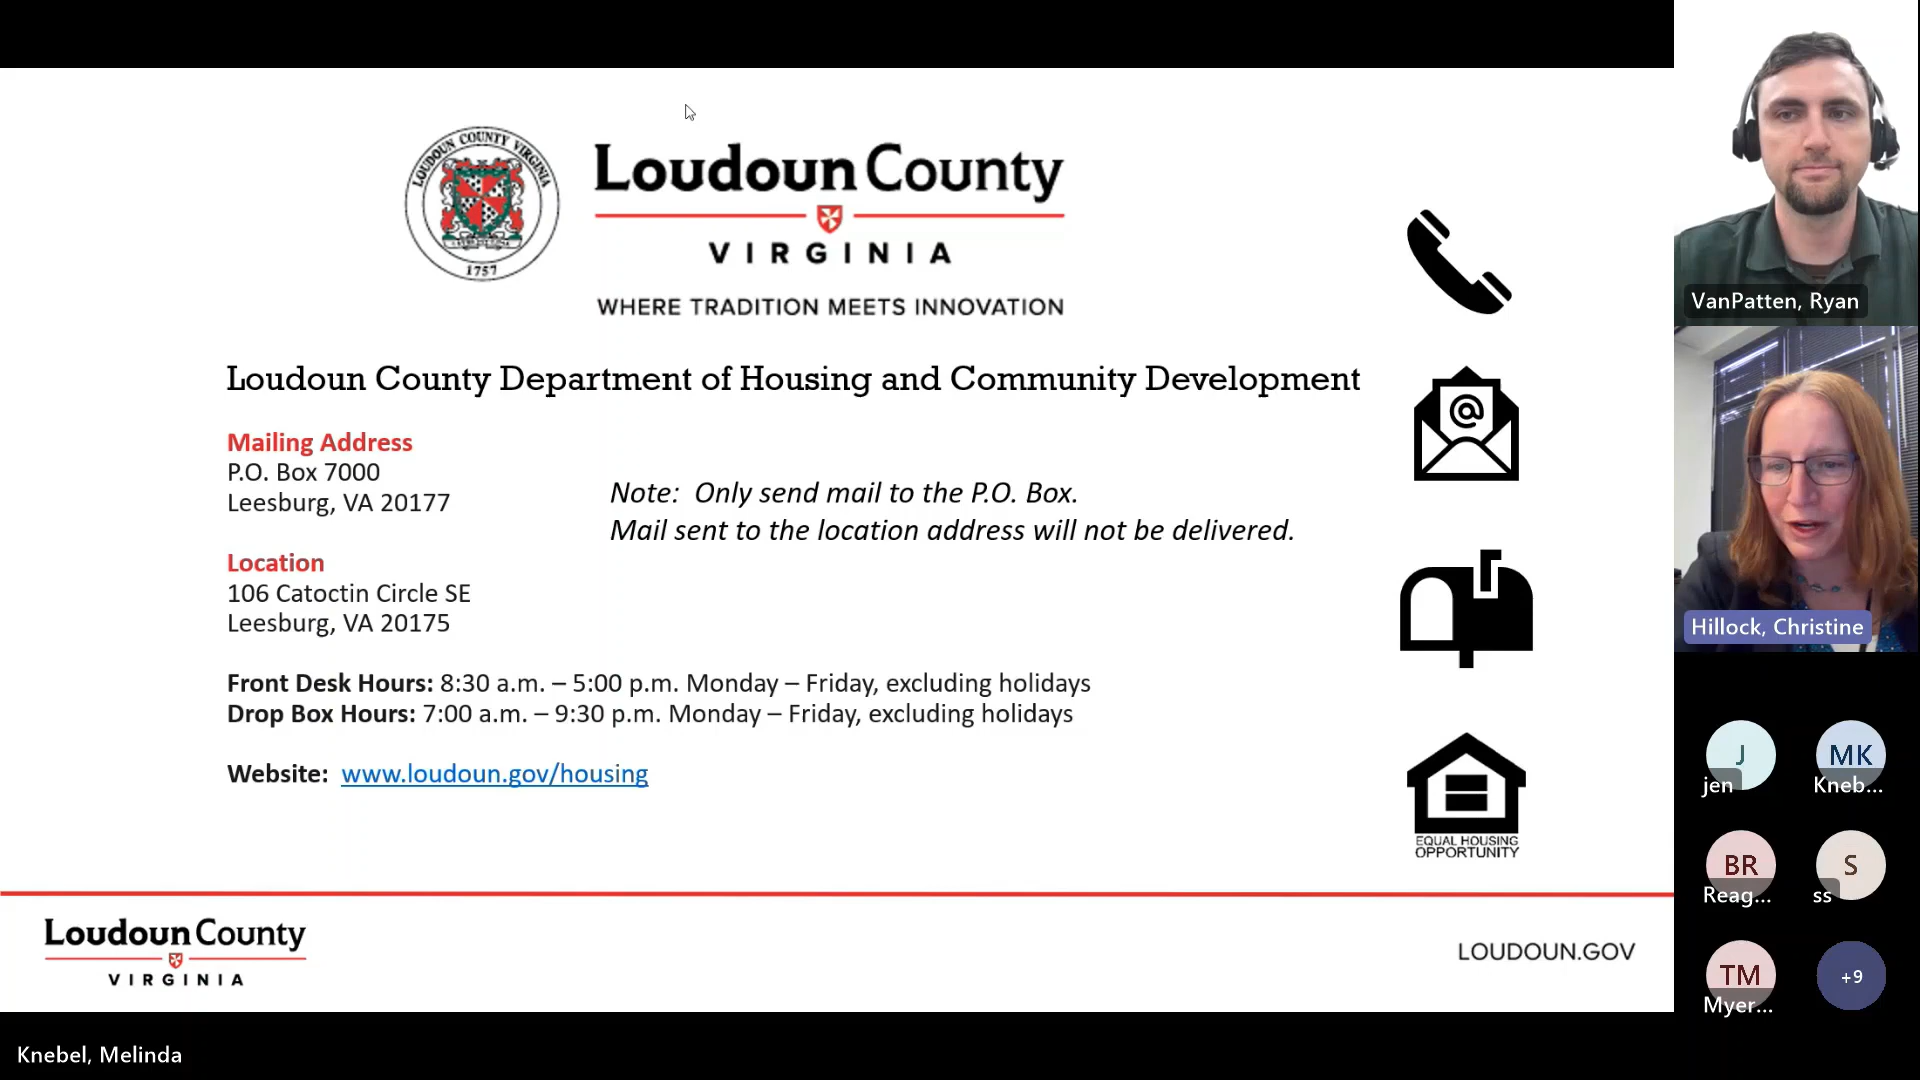 LOUDOUN COUNTY VIRGINIA
1757
Loudoun County
VIRGINIA
WHERE TRADITION MEETS INNOVATION
Loudoun County Department of Housing and Community Development
Mailing Address
P.O. Box 7000
Leesburg, VA 20177
Note: Only send mail to the P.O. Box.
Mail sent to the location address will not be delivered.
Location
106 Catoctin Circle SE
Leesburg, VA 20175
Front Desk Hours: 8:30 a.m. – 5:00 p.m. Monday – Friday, excluding holidays
Drop Box Hours: 7:00 a.m. – 9:30 p.m. Monday – Friday, excluding holidays
Website: www.loudoun.gov/housing
@
EQUAL HOUSING
OPPORTUNITY
Loudoun County
VIRGINIA
LOUDOUN.GOV
VanPatten, Ryan
Hillock, Christine
J
jen
MK
Kneb...
BR
Reag...
S
ss
TM
Myer...
+9
Knebel, Melinda